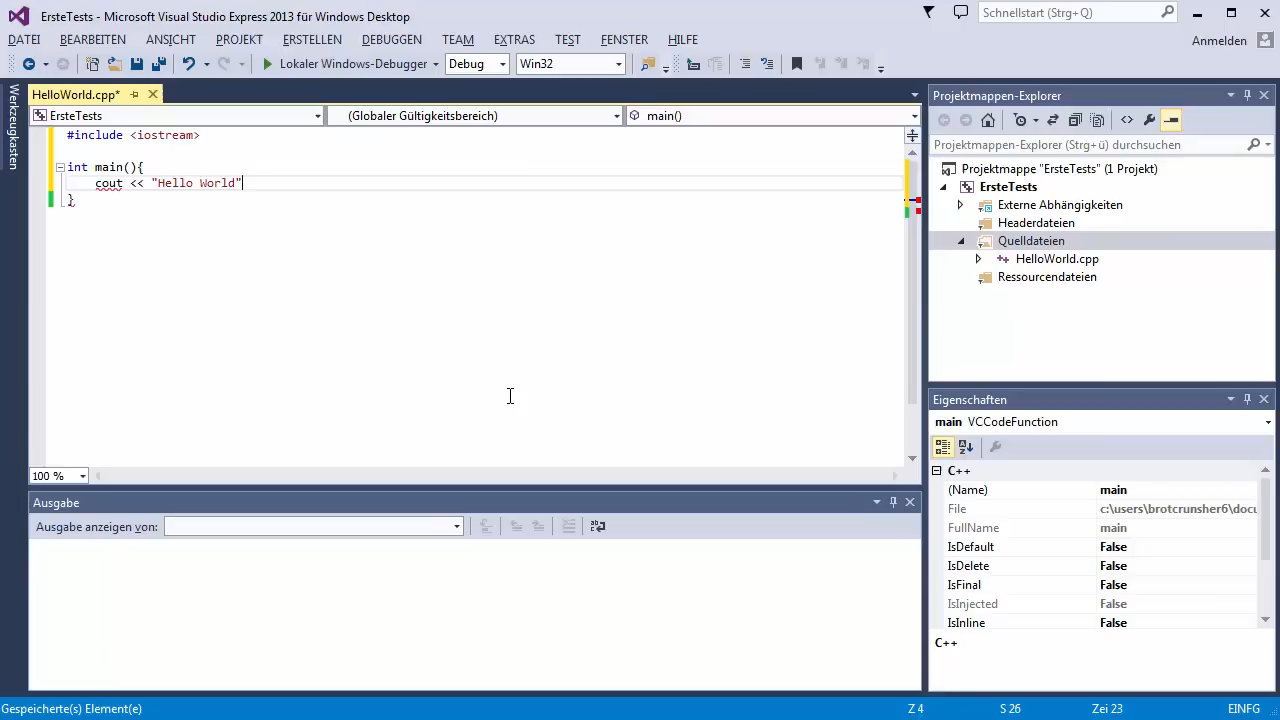 ErsteTests - Microsoft Visual Studio Express 2013 für Windows Desktop
Schnellstart (Strg+Q)
DATEI BEARBEITEN ANSICHT PROJEKT ERSTELLEN DEBUGGEN TEAM EXTRAS TEST FENSTER HILFE
Anmelden
Lokaler Windows-Debugger Debug Win32
Werkzeugkasten
HelloWorld.cpp*
ErsteTests (Globaler Gültigkeitsbereich) main()
#include <iostream>
int main(){
cout << "Hello World"
}
100 %
Ausgabe
Ausgabe anzeigen von:
Projektmappen-Explorer
Projektmappen-Explorer (Strg+ü) durchsuchen
Projektmappe "ErsteTests" (1 Projekt)
ErsteTests
Externe Abhängigkeiten
Headerdateien
Quelldateien
HelloWorld.cpp
Ressourcendateien
Eigenschaften
main VCCodeFunction
C++
(Name) main
File c:\users\brotcrunsher6\docu
FullName main
IsDefault False
IsDelete False
IsFinal False
IsInjected False
IsInline False
C++
Gespeicherte(s) Element(e) Z 4 S 26 Zei 23 EINFG